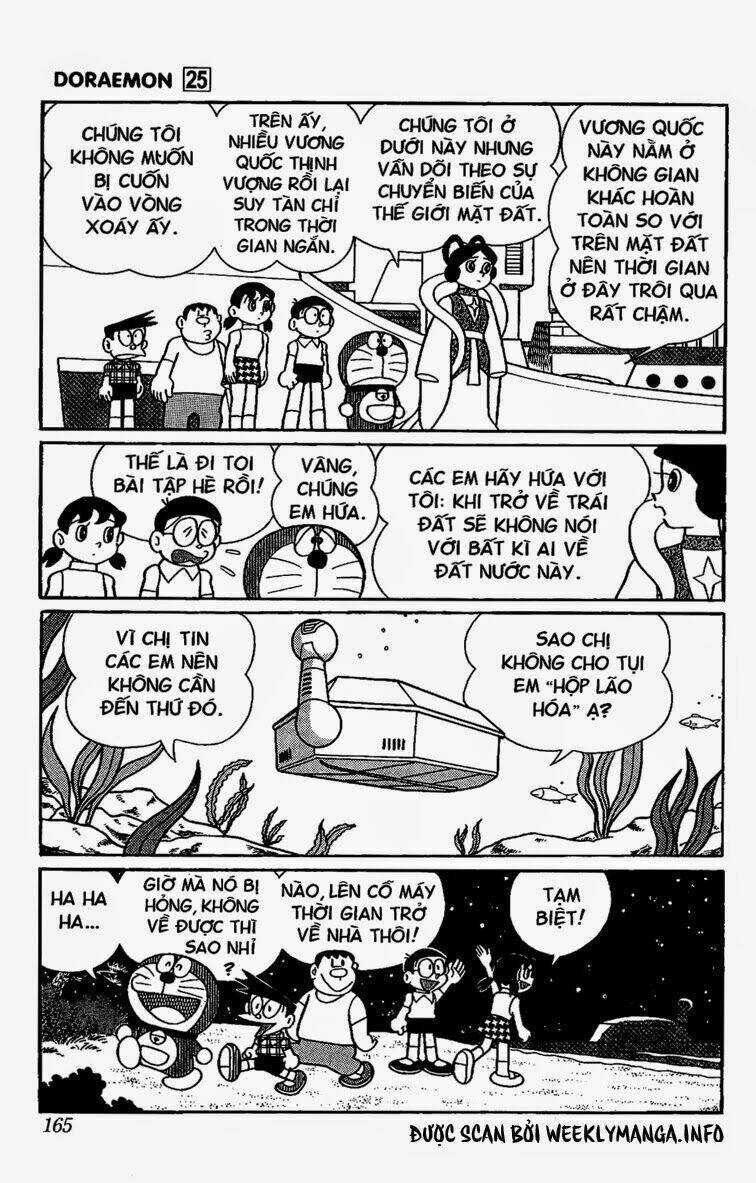 DORAEMON 25
VƯƠNG QUỐC
NÀY NẰM Ở
KHÔNG GIAN
KHÁC HOÀN
TOÀN SO VỚI
TRÊN MẶT ĐẤT
NÊN THỜI GIAN
Ở ĐÂY TRÔI QUA
RẤT CHẬM.
CHÚNG TÔI Ở
DƯỚI NÀY NHƯNG
VẪN DÕI THEO SỰ
CHUYỂN BIẾN CỦA
THẾ GIỚI MẶT ĐẤT.
TRÊN ẤY,
NHIỀU VƯƠNG
QUỐC THỊNH
VƯỢNG RỒI LẠI
SUY TÀN CHỈ
TRONG THỜI
GIAN NGẮN.
CHÚNG TÔI
KHÔNG MUỐN
BỊ CUỐN
VÀO VÒNG
XOÁY ẤY.
CÁC EM HÃY HỨA VỚI
TÔI: KHI TRỞ VỀ TRÁI
ĐẤT SẼ KHÔNG NÓI
VỚI BẤT KÌ AI VỀ
ĐẤT NƯỚC NÀY.
VÂNG,
CHÚNG
EM HỨA.
THẾ LÀ ĐI TOI
BÀI TẬP HÈ RỒI!
SAO CHỊ
KHÔNG CHO TỤI
EM “HỘP LÃO
HÓA” Ạ?
VÌ CHỊ TIN
CÁC EM NÊN
KHÔNG CẦN
ĐẾN THỨ ĐÓ.
TẠM
BIỆT!
NÀO, LÊN CỖ MÁY
THỜI GIAN TRỞ
VỀ NHÀ THÔI!
GIỜ MÀ NÓ BỊ
HỎNG, KHÔNG
VỀ ĐƯỢC THÌ
SAO NHỈ
?
HA HA
HA...
165
ĐƯỢC SCAN BỞI WEEKLYMANGA.INFO